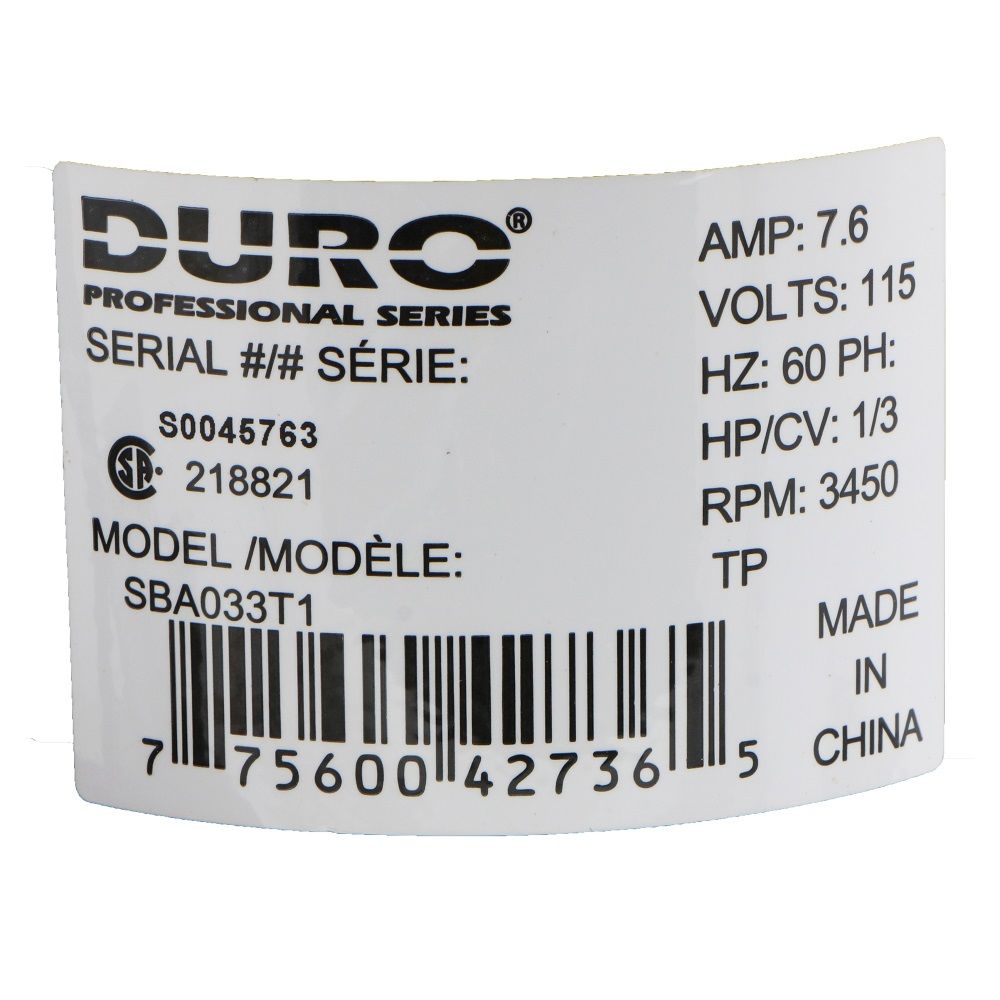 DURO®
PROFESSIONAL SERIES
SERIAL #/# SÉRIE:
S0045763
CSA 218821
MODEL /MODÈLE:
SBA033T1
7 75600 42736 5
AMP: 7.6
VOLTS: 115
HZ: 60 PH:
HP/CV: 1/3
RPM: 3450
TP
MADE
IN
CHINA